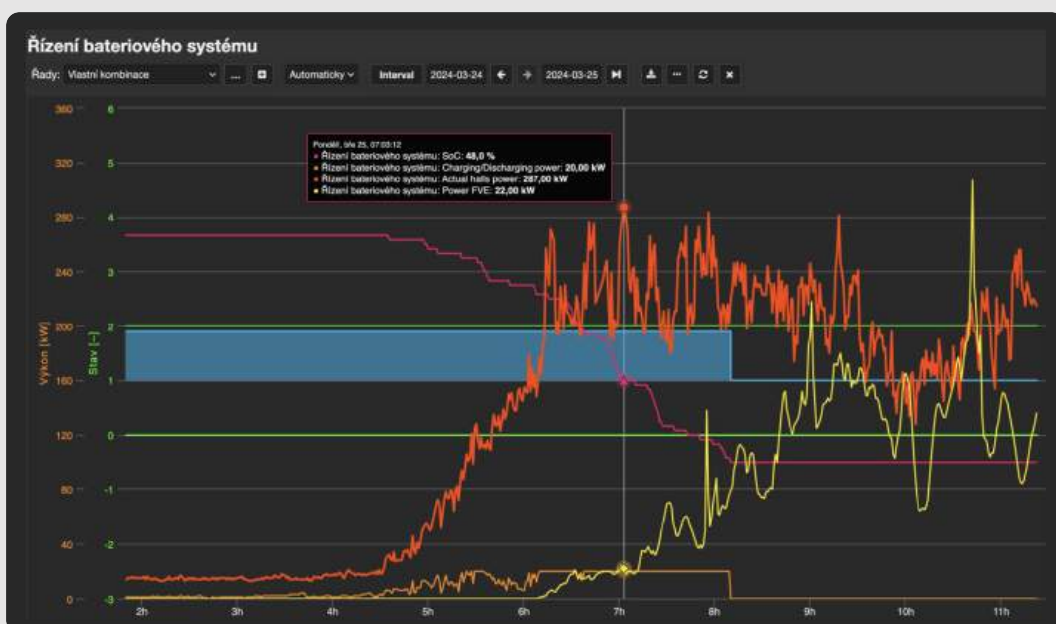 Řízení bateriového systému
Řady: Vlastní kombinace ... Automaticky Interval 2024-03-24 2024-03-25
Pondělí, bře 25, 07:03:12
Řízení bateriového systému: SoC: 48,0 %
Řízení bateriového systému: Charging/Discharging power: 20,00 kW
Řízení bateriového systému: Actual halls power: 287,00 kW
Řízení bateriového systému: Power FVE: 22,00 kW
Výkon [kW]
360
320
280
240
200
160
120
80
40
0
Stav [–]
6
5
4
3
2
1
0
-1
-2
-3
2h 3h 4h 5h 6h 7h 8h 9h 10h 11h